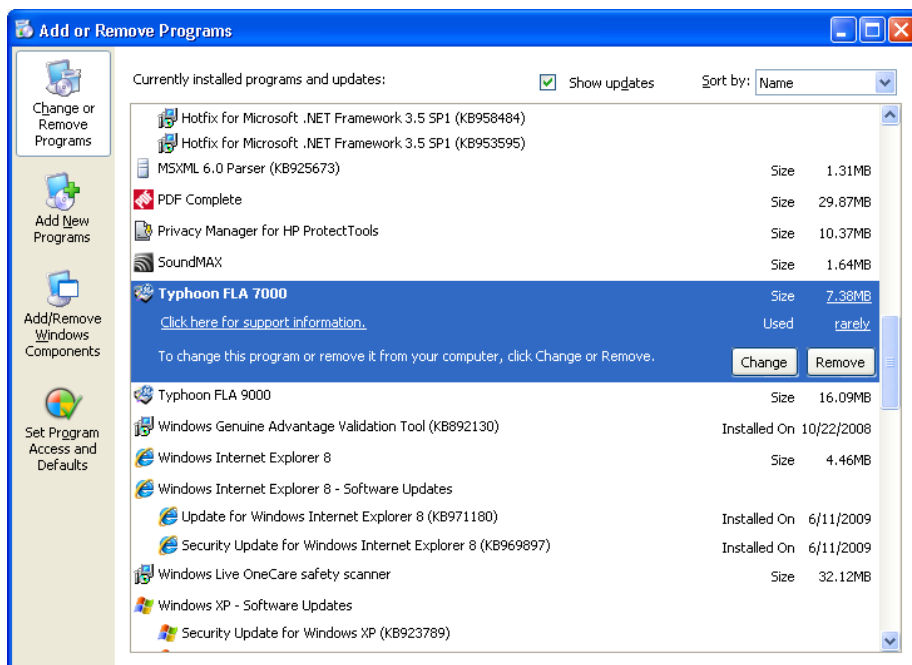 Add or Remove Programs
Change or
Remove
Programs
Add New
Programs
Add/Remove
Windows
Components
Set Program
Access and
Defaults
Currently installed programs and updates: Show updates Sort by: Name
Hotfix for Microsoft .NET Framework 3.5 SP1 (KB958484)
Hotfix for Microsoft .NET Framework 3.5 SP1 (KB953595)
MSXML 6.0 Parser (KB925673) Size 1.31MB
PDF Complete Size 29.87MB
Privacy Manager for HP ProtectTools Size 10.37MB
SoundMAX Size 1.64MB
Typhoon FLA 7000 Size 7.38MB
Click here for support information. Used rarely
To change this program or remove it from your computer, click Change or Remove. Change Remove
Typhoon FLA 9000 Size 16.09MB
Windows Genuine Advantage Validation Tool (KB892130) Installed On 10/22/2008
Windows Internet Explorer 8 Size 4.46MB
Windows Internet Explorer 8 - Software Updates
Update for Windows Internet Explorer 8 (KB971180) Installed On 6/11/2009
Security Update for Windows Internet Explorer 8 (KB969897) Installed On 6/11/2009
Windows Live OneCare safety scanner Size 32.12MB
Windows XP - Software Updates
Security Update for Windows XP (KB923789)